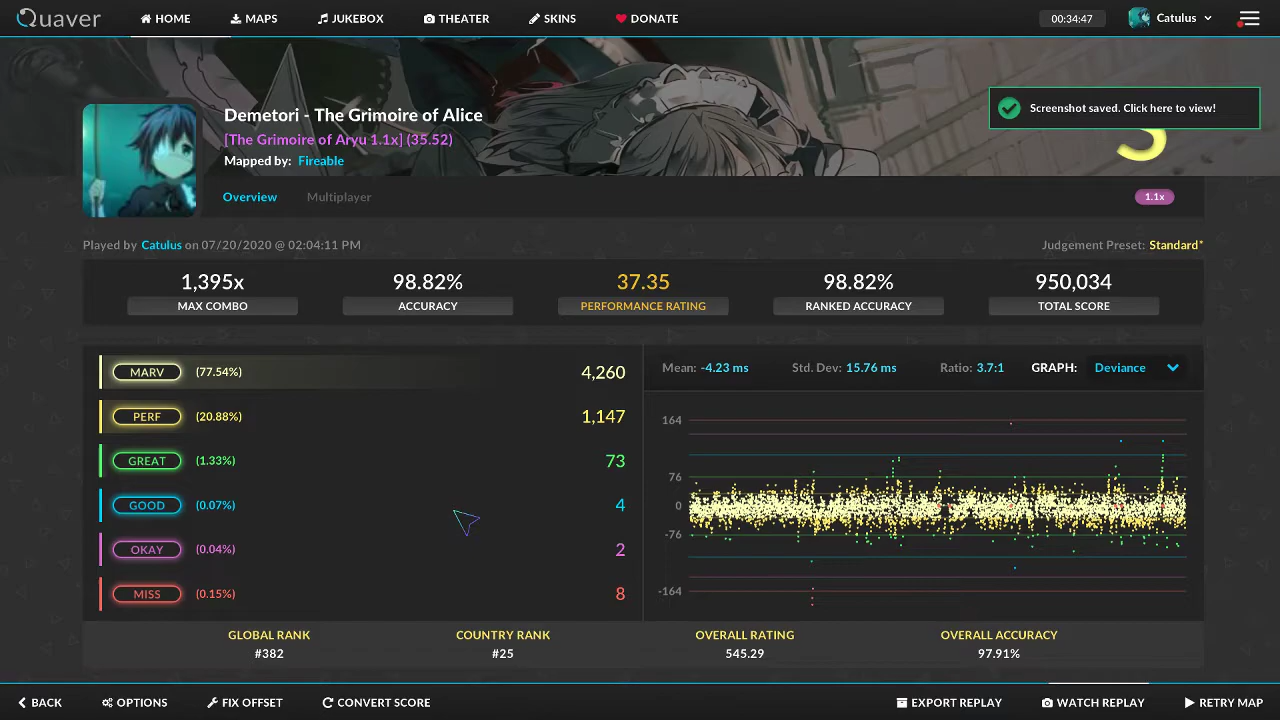 Quaver HOME MAPS JUKEBOX THEATER SKINS DONATE 00:34:47 Catulus
Screenshot saved. Click here to view!
Demetori - The Grimoire of Alice
[The Grimoire of Aryu 1.1x] (35.52)
Mapped by: Fireable
Overview Multiplayer 1.1x
Played by Catulus on 07/20/2020 @ 02:04:11 PM Judgement Preset: Standard*
1,395x 98.82% 37.35 98.82% 950,034
MAX COMBO ACCURACY PERFORMANCE RATING RANKED ACCURACY TOTAL SCORE
MARV (77.54%) 4,260
PERF (20.88%) 1,147
GREAT (1.33%) 73
GOOD (0.07%) 4
OKAY (0.04%) 2
MISS (0.15%) 8
Mean: -4.23 ms Std. Dev: 15.76 ms Ratio: 3.7:1 GRAPH: Deviance
164
76
0
-76
-164
GLOBAL RANK COUNTRY RANK OVERALL RATING OVERALL ACCURACY
#382 #25 545.29 97.91%
BACK OPTIONS FIX OFFSET CONVERT SCORE EXPORT REPLAY WATCH REPLAY RETRY MAP